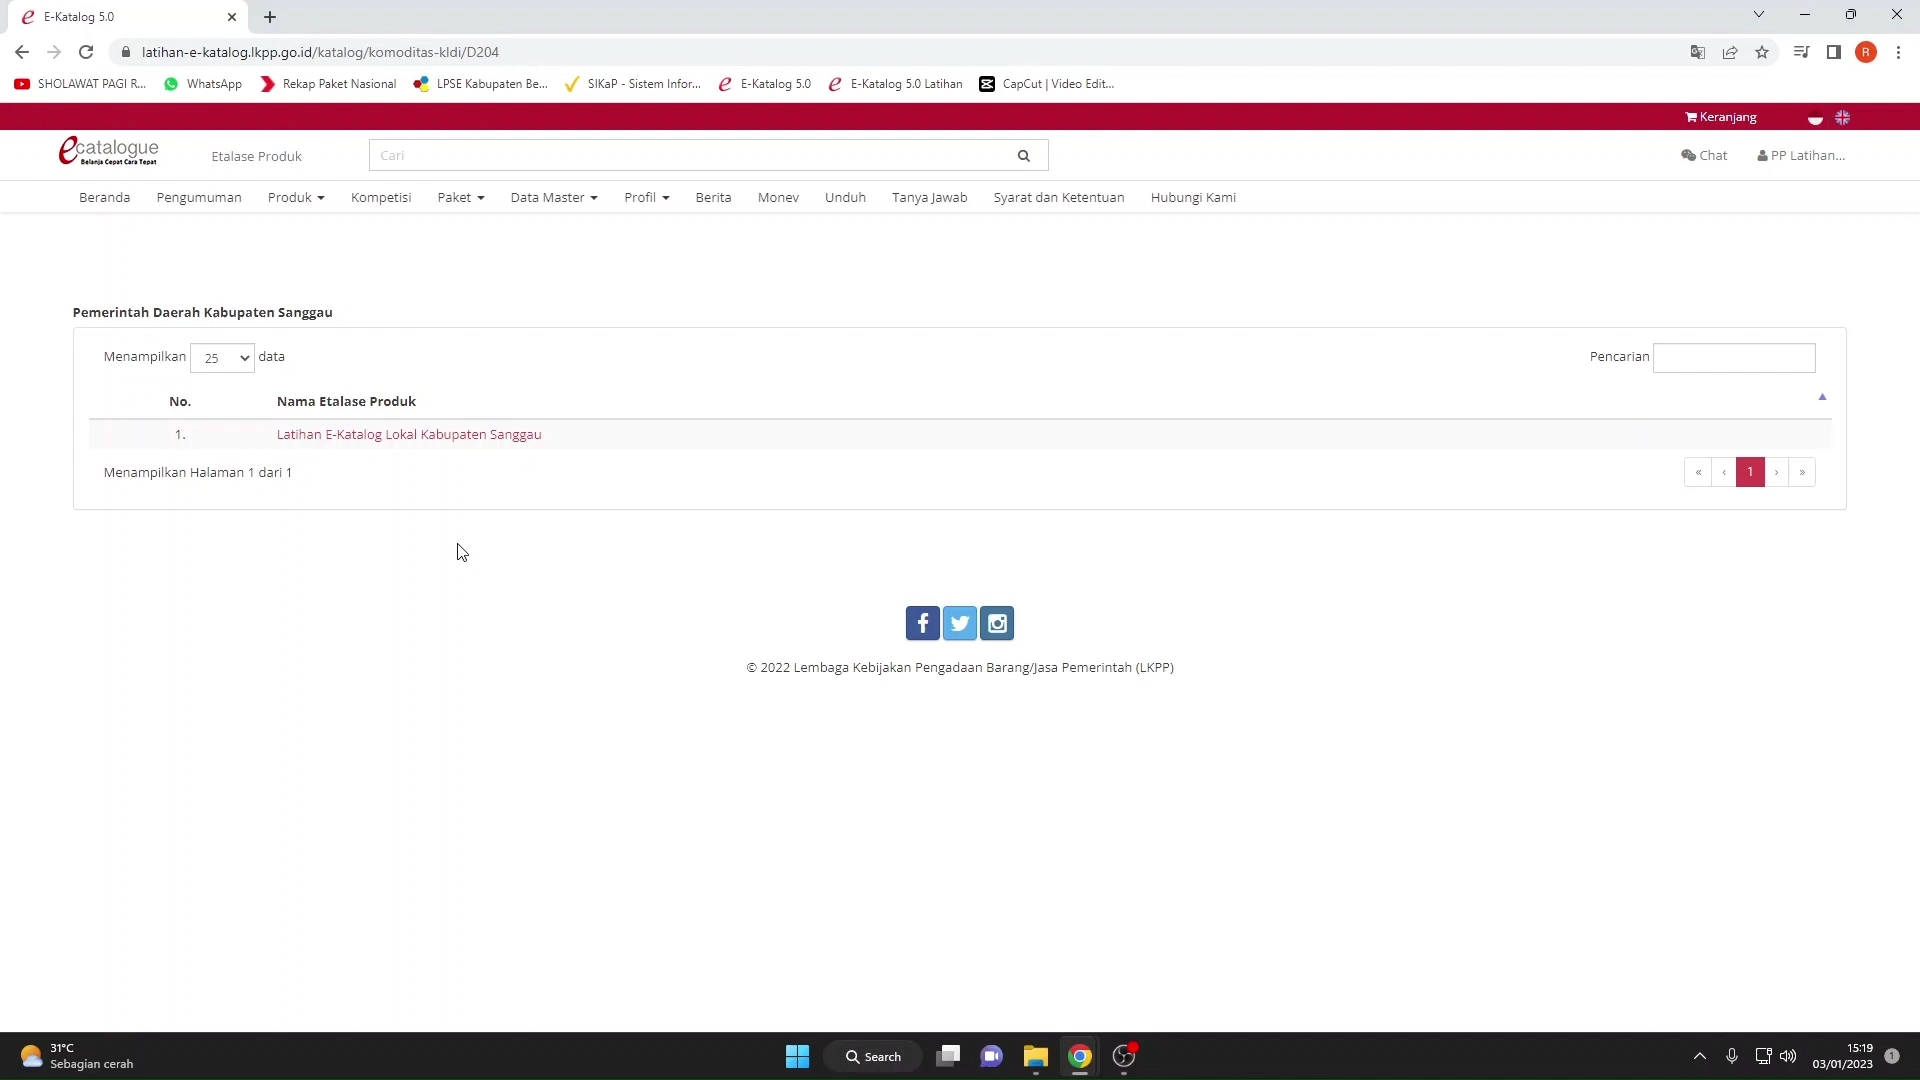 E-Katalog 5.0
latihan-e-katalog.lkpp.go.id/katalog/komoditas-kldi/D204
R
SHOLAWAT PAGI R... WhatsApp Rekap Paket Nasional LPSE Kabupaten Be... SIKaP - Sistem Infor... E-Katalog 5.0 E-Katalog 5.0 Latihan CapCut | Video Edit...
Keranjang
ecatalogue
Belanja Cepat Cara Tepat
Etalase Produk Cari Chat PP Latihan...
Beranda Pengumuman Produk Kompetisi Paket Data Master Profil Berita Monev Unduh Tanya Jawab Syarat dan Ketentuan Hubungi Kami
Pemerintah Daerah Kabupaten Sanggau
Menampilkan 25 data Pencarian
No. Nama Etalase Produk
1. Latihan E-Katalog Lokal Kabupaten Sanggau
Menampilkan Halaman 1 dari 1 « ‹ 1 › »
© 2022 Lembaga Kebijakan Pengadaan Barang/Jasa Pemerintah (LKPP)
31°C
Sebagian cerah
Search
15:19
03/01/2023
1